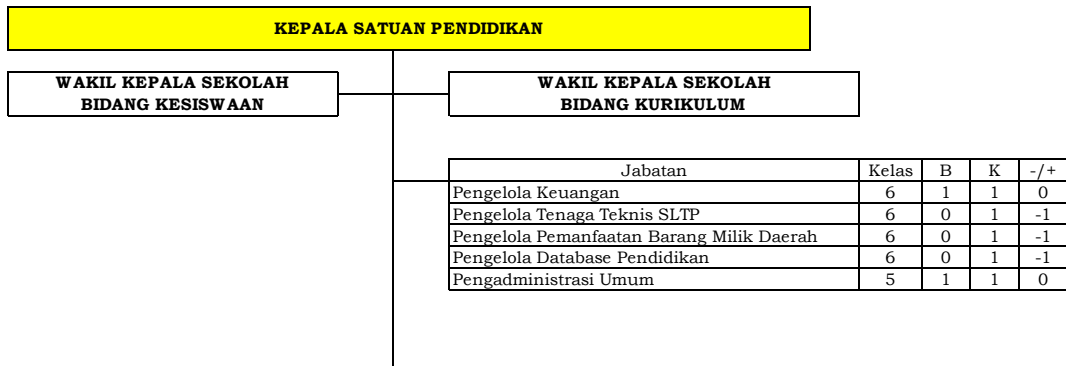 KEPALA SATUAN PENDIDIKAN
WAKIL KEPALA SEKOLAH
BIDANG KESISWAAN
WAKIL KEPALA SEKOLAH
BIDANG KURIKULUM
Jabatan Kelas B K -/+
Pengelola Keuangan 6 1 1 0
Pengelola Tenaga Teknis SLTP 6 0 1 -1
Pengelola Pemanfaatan Barang Milik Daerah 6 0 1 -1
Pengelola Database Pendidikan 6 0 1 -1
Pengadministrasi Umum 5 1 1 0